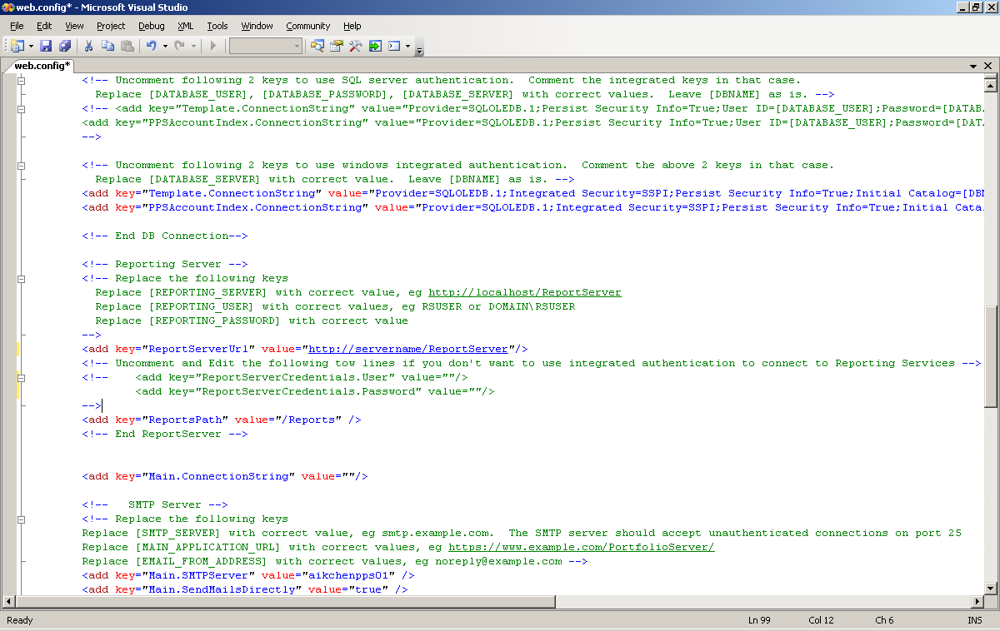 web.config* - Microsoft Visual Studio
File Edit View Project Debug XML Tools Window Community Help
web.config*
<!-- Uncomment following 2 keys to use SQL server authentication.  Comment the integrated keys in that case.
Replace [DATABASE_USER], [DATABASE_PASSWORD], [DATABASE_SERVER] with correct values.  Leave [DBNAME] as is. -->
<!-- <add key="Template.ConnectionString" value="Provider=SQLOLEDB.1;Persist Security Info=True;User ID=[DATABASE_USER];Password=[DATABA
<add key="PPSAccountIndex.ConnectionString" value="Provider=SQLOLEDB.1;Persist Security Info=True;User ID=[DATABASE_USER];Password=[DAT
-->
<!-- Uncomment following 2 keys to use windows integrated authentication.  Comment the above 2 keys in that case.
Replace [DATABASE_SERVER] with correct value.  Leave [DBNAME] as is. -->
<add key="Template.ConnectionString" value="Provider=SQLOLEDB.1;Integrated Security=SSPI;Persist Security Info=True;Initial Catalog=[DBN
<add key="PPSAccountIndex.ConnectionString" value="Provider=SQLOLEDB.1;Integrated Security=SSPI;Persist Security Info=True;Initial Cata
<!-- End DB Connection-->
<!-- Reporting Server -->
<!-- Replace the following keys
Replace [REPORTING_SERVER] with correct value, eg http://localhost/ReportServer
Replace [REPORTING_USER] with correct values, eg RSUSER or DOMAIN\RSUSER
Replace [REPORTING_PASSWORD] with correct value
-->
<add key="ReportServerUrl" value="http://servername/ReportServer"/>
<!-- Uncomment and Edit the following tow lines if you don't want to use integrated authentication to connect to Reporting Services -->
<!--    <add key="ReportServerCredentials.User" value=""/>
<add key="ReportServerCredentials.Password" value=""/>
-->
<add key="ReportsPath" value="/Reports" />
<!-- End ReportServer -->
<add key="Main.ConnectionString" value=""/>
<!--   SMTP Server -->
<!-- Replace the following keys
Replace [SMTP_SERVER] with correct value, eg smtp.example.com.  The SMTP server should accept unauthenticated connections on port 25
Replace [MAIN_APPLICATION_URL] with correct values, eg https://www.example.com/PortfolioServer/
Replace [EMAIL_FROM_ADDRESS] with correct values, eg noreply@example.com -->
<add key="Main.SMTPServer" value="aikchenpps01" />
<add key="Main.SendMailsDirectly" value="true" />
Ready Ln 99 Col 12 Ch 6 INS